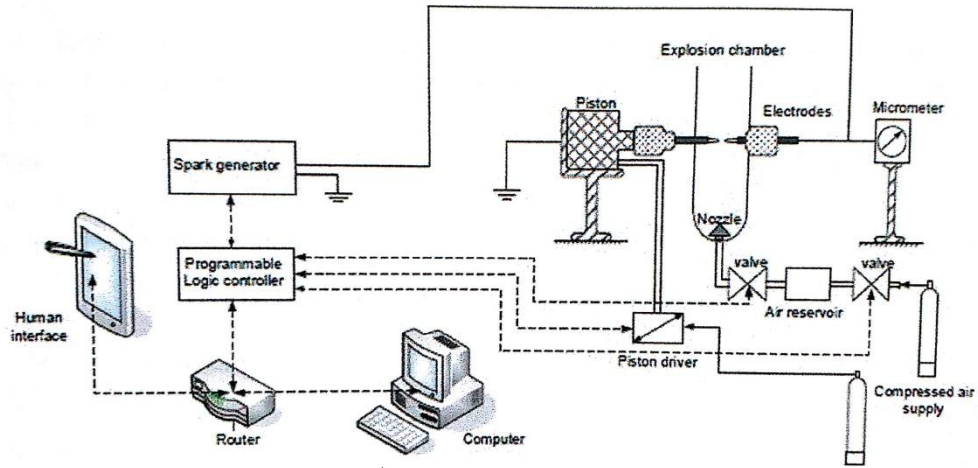 Explosion chamber
Piston
Electrodes
Micrometer
Spark generator
Nozzle
valve
valve
Programmable
Logic controller
Air reservoir
Human
interface
Piston driver
Compressed air
supply
Router
Computer